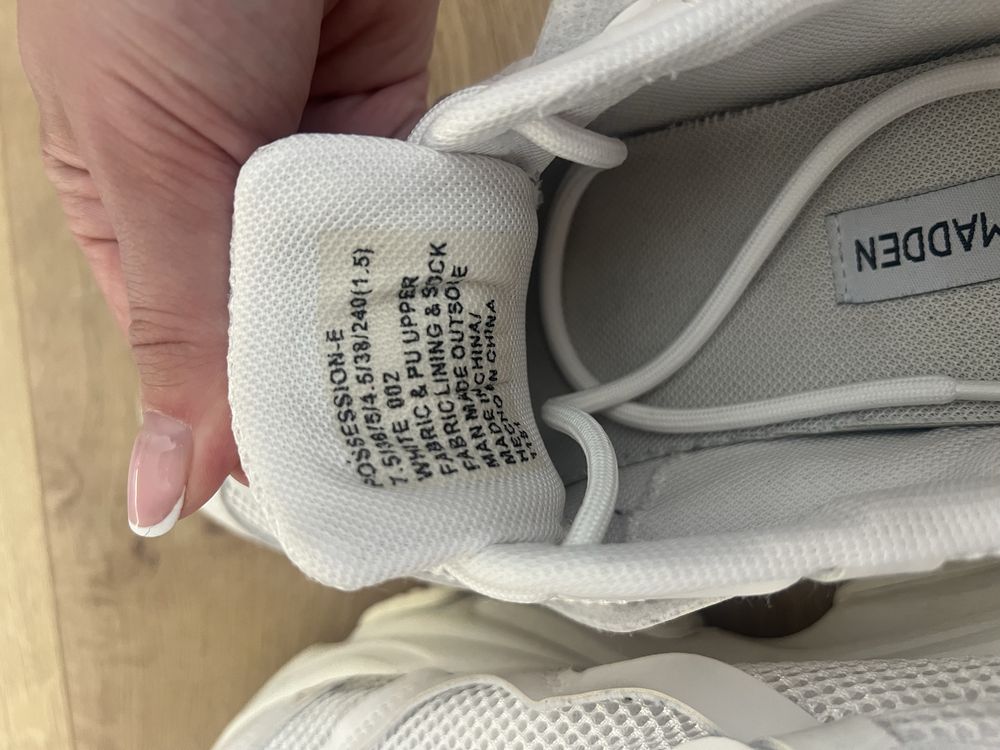 POSSESSION-E
7.5/38/5/4.5/38/240(1.5)
WHITE 002
FABRIC & PU UPPER
FABRIC LINING & SOCK
MAN MADE OUTSOLE
MADE IN CHINA/
HECHO EN CHINA
MADDEN